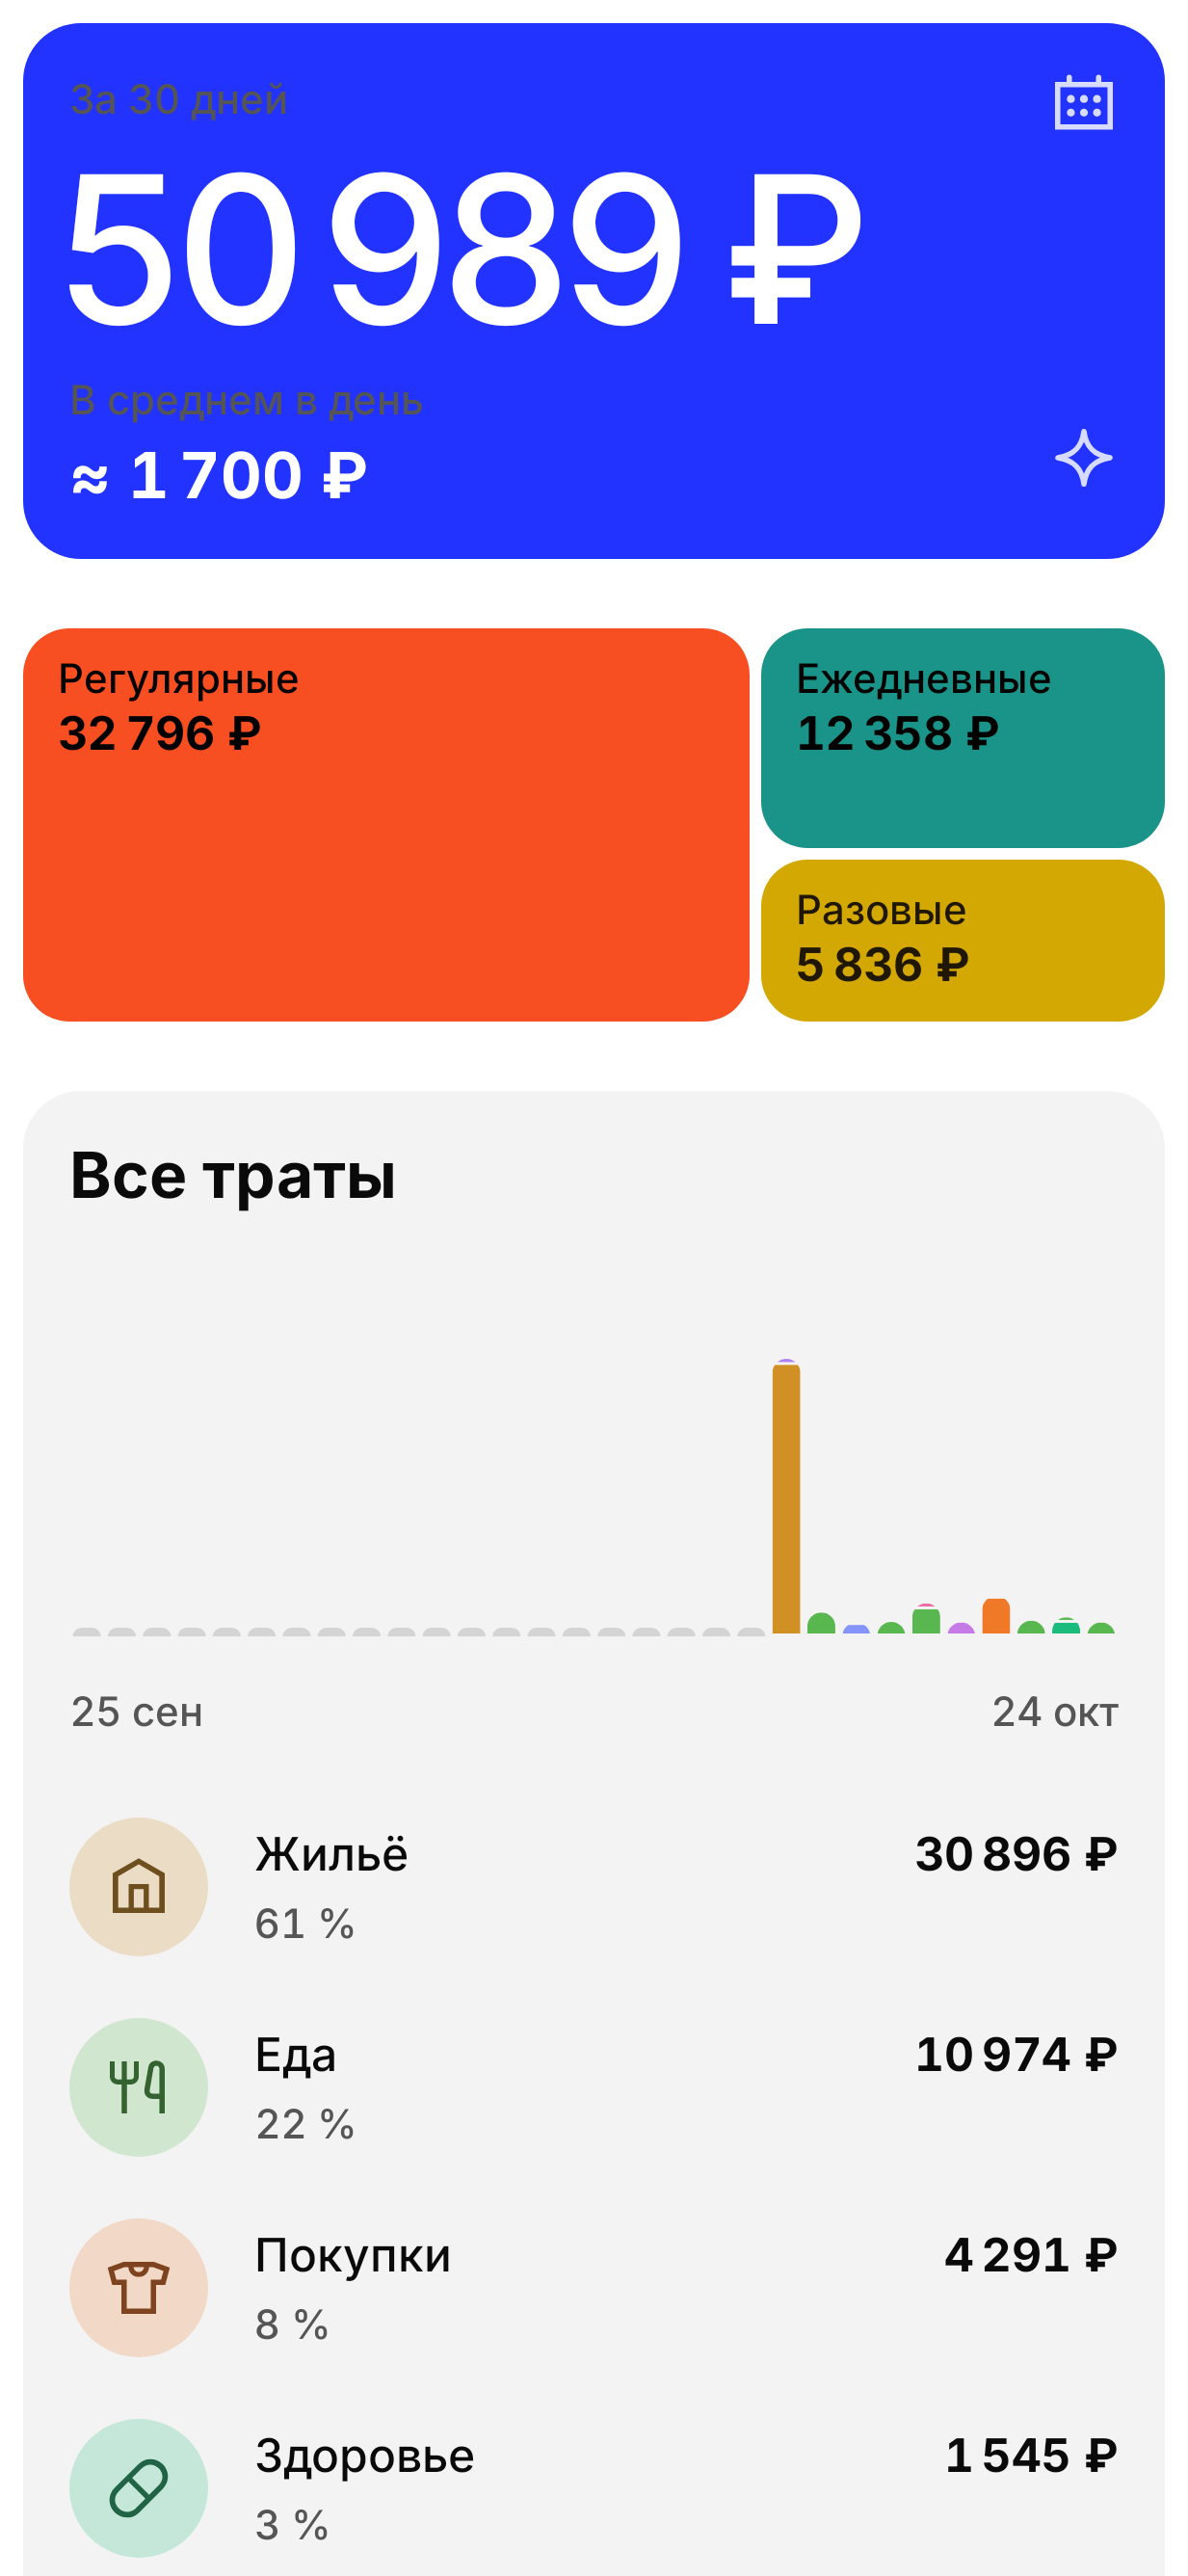 За 30 дней
50 989 ₽
В среднем в день
≈ 1 700 ₽
Регулярные
32 796 ₽
Ежедневные
12 358 ₽
Разовые
5 836 ₽
Все траты
25 сен
24 окт
Жильё
30 896 ₽
61 %
Еда
10 974 ₽
22 %
Покупки
4 291 ₽
8 %
Здоровье
1 545 ₽
3 %